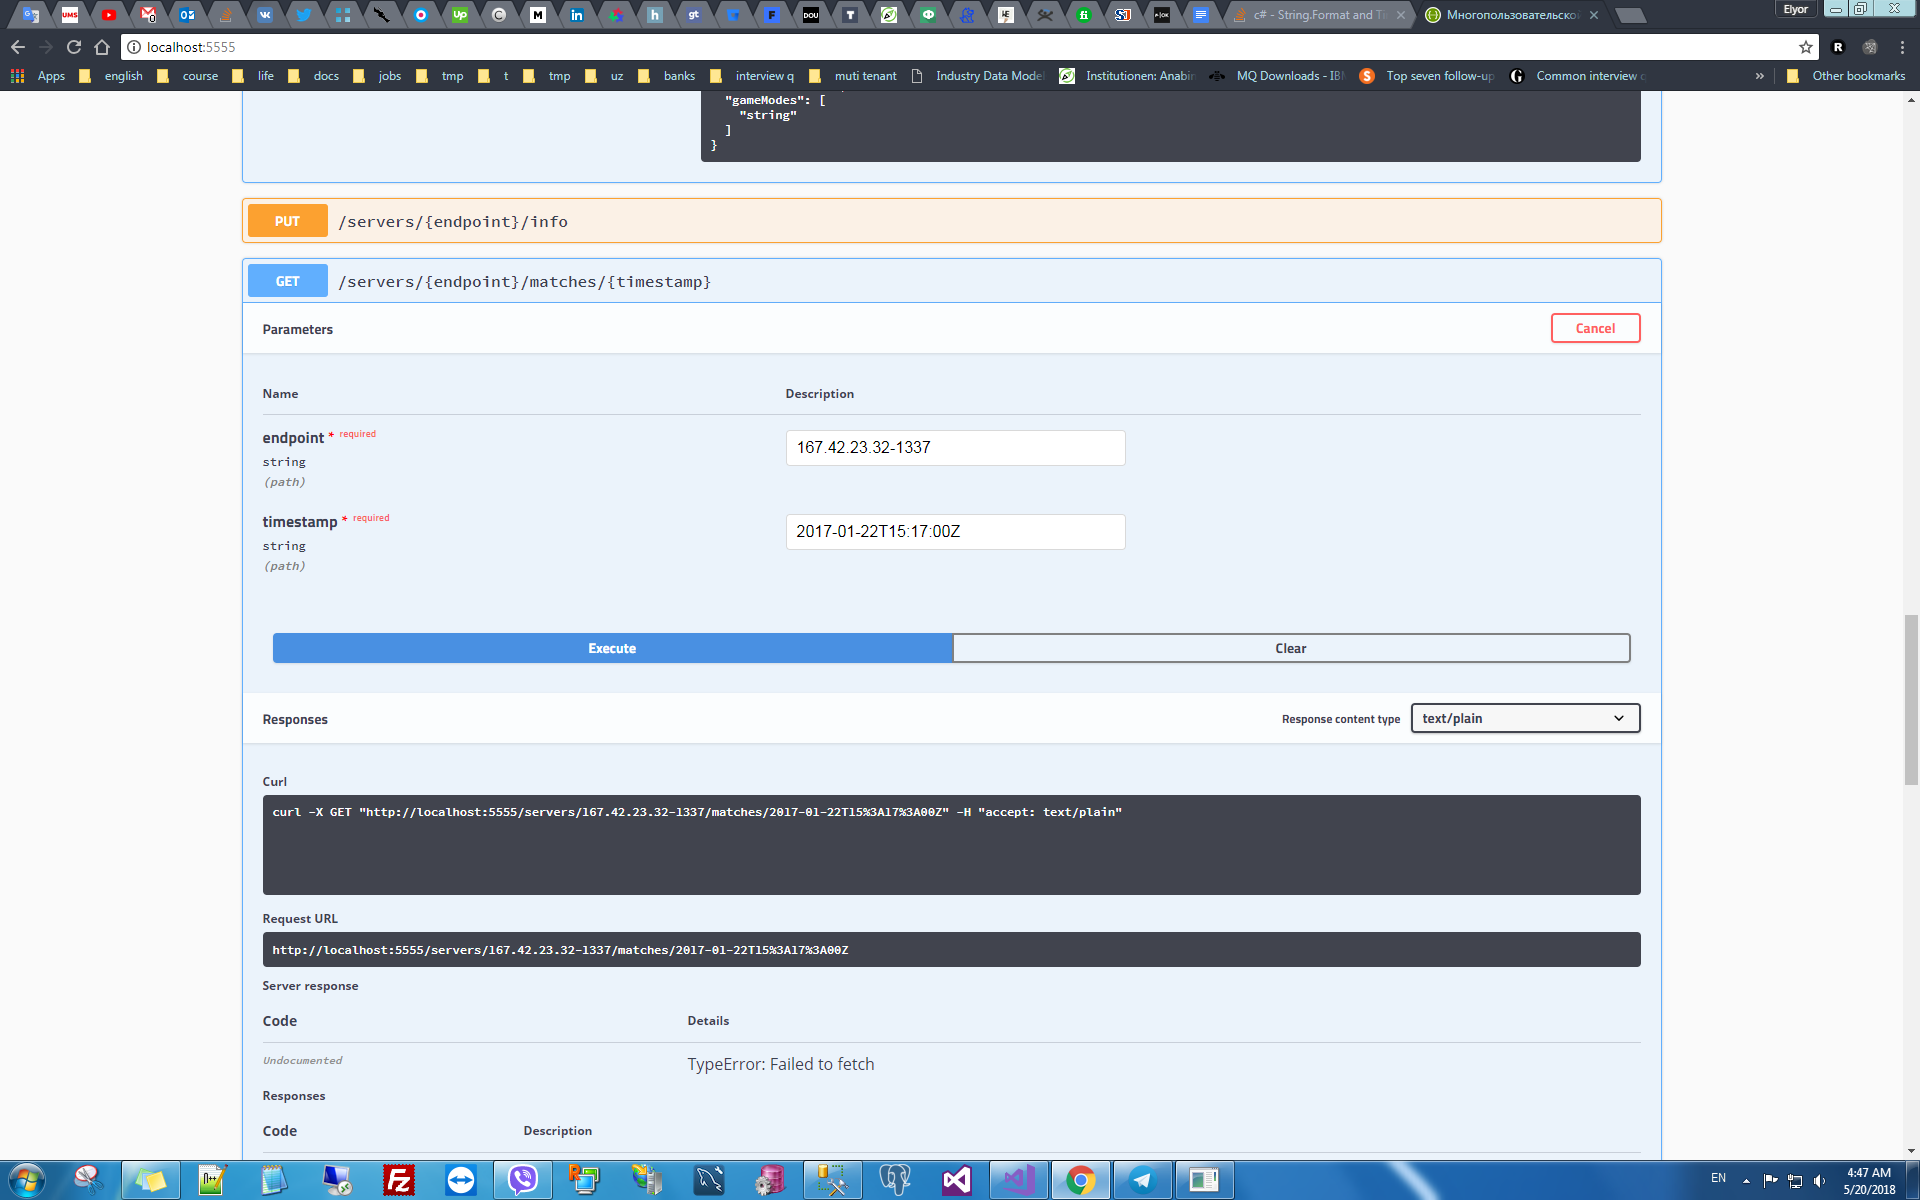 c# - String.Format and Ti
Многопользовательско
Elyor
localhost:5555
Apps
english
course
life
docs
jobs
tmp
t
tmp
uz
banks
interview q
muti tenant
Industry Data Mode
Institutionen: Anabin
MQ Downloads - IB
Top seven follow-up
Common interview q
»
Other bookmarks
"gameModes": [
"string"
]
}
PUT
/servers/{endpoint}/info
GET
/servers/{endpoint}/matches/{timestamp}
Parameters
Cancel
Name
Description
endpoint * required
string
(path)
167.42.23.32-1337
timestamp * required
string
(path)
2017-01-22T15:17:00Z
Execute
Clear
Responses
Response content type
text/plain
Curl
curl -X GET "http://localhost:5555/servers/167.42.23.32-1337/matches/2017-01-22T15%3A17%3A00Z" -H "accept: text/plain"
Request URL
http://localhost:5555/servers/167.42.23.32-1337/matches/2017-01-22T15%3A17%3A00Z
Server response
Code
Details
Undocumented
TypeError: Failed to fetch
Responses
Code
Description
EN
4:47 AM
5/20/2018